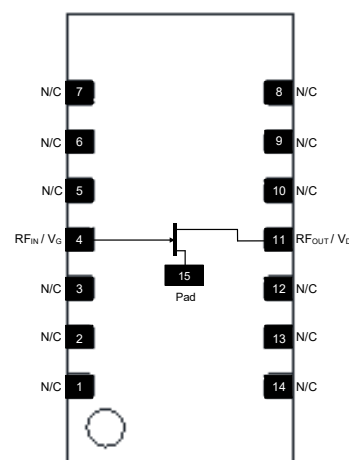 N/C 7 8 N/C
N/C 6 9 N/C
N/C 5 10 N/C
RFIN / VG 4 11 RFOUT / VD
15
Pad
N/C 3 12 N/C
N/C 2 13 N/C
N/C 1 14 N/C